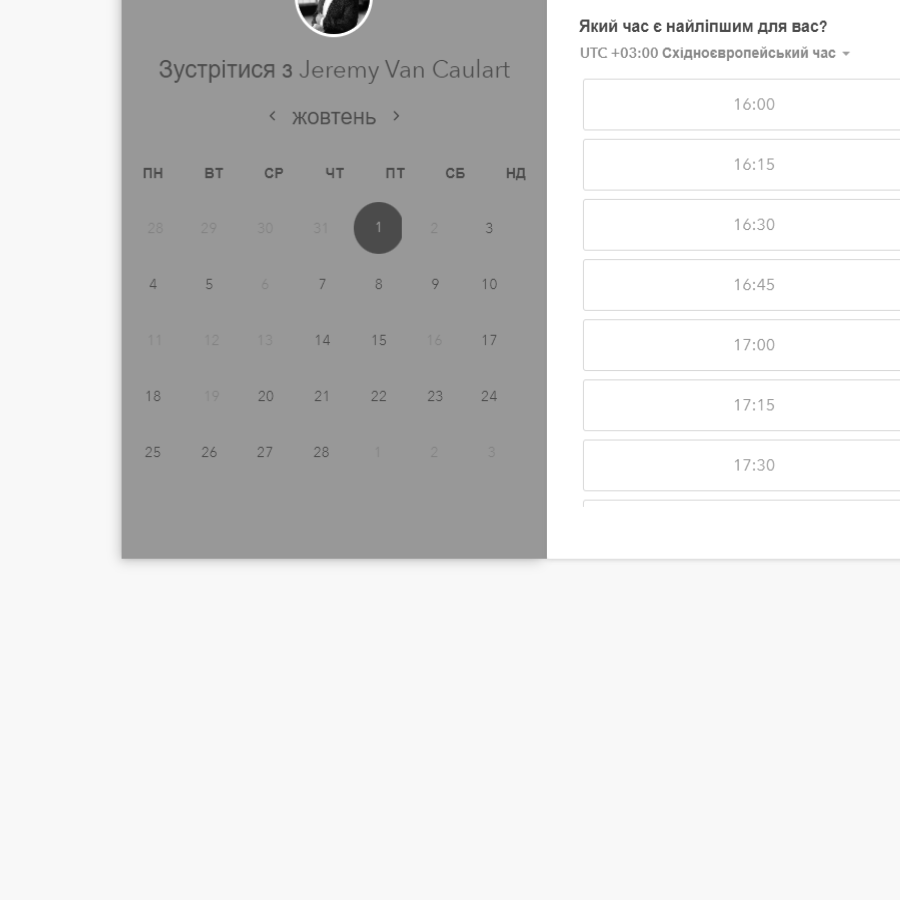 Зустрітися з Jeremy Van Caulart
жовтень
ПН ВТ СР ЧТ ПТ СБ НД
28 29 30 31 1 2 3
4 5 6 7 8 9 10
11 12 13 14 15 16 17
18 19 20 21 22 23 24
25 26 27 28 1 2 3
Який час є найліпшим для вас?
UTC +03:00 Східноєвропейський час
16:00
16:15
16:30
16:45
17:00
17:15
17:30